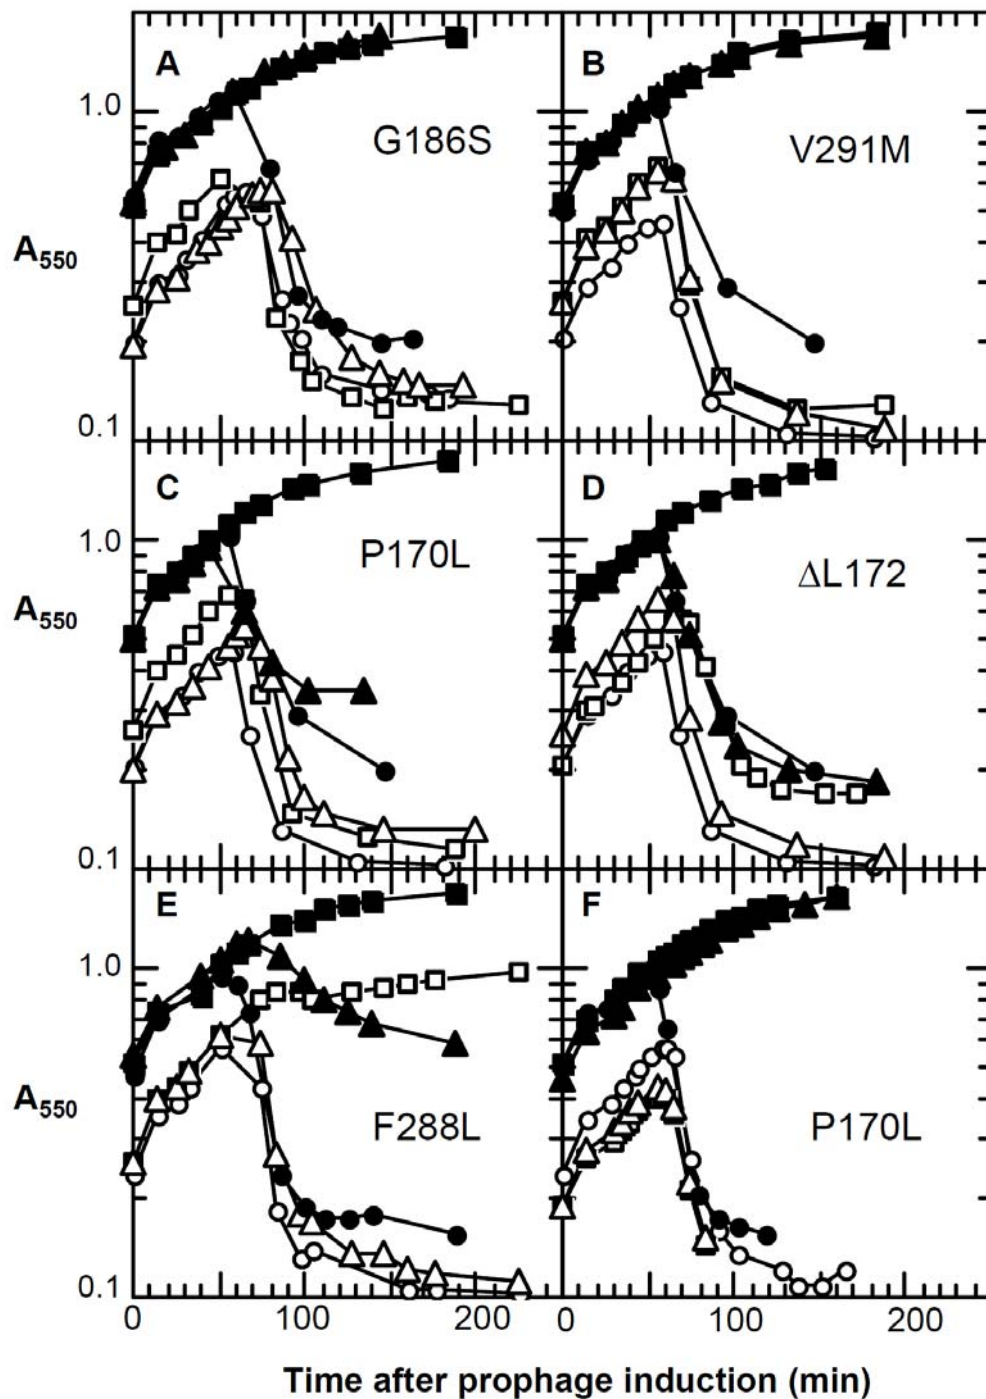 A
G186S
B
V291M
1.0
A550
0.1
C
P170L
D
ΔL172
1.0
A550
0.1
E
F288L
F
P170L
1.0
A550
0.1
0 100 200 0 100 200
Time after prophage induction (min)